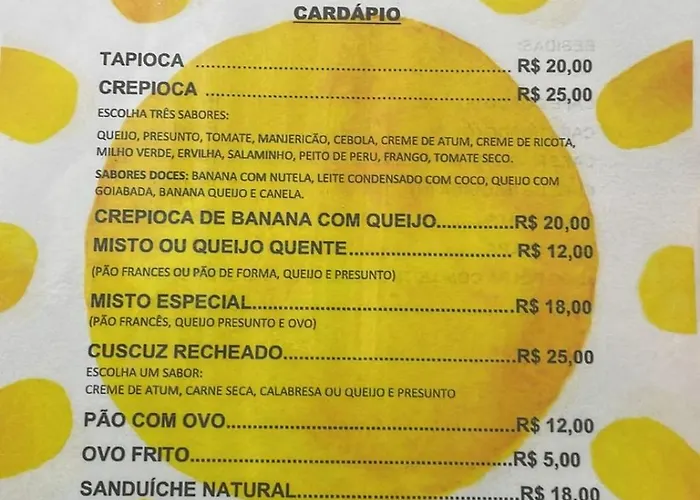 CARDÁPIO
TAPIOCA ........................................ R$ 20,00
CREPIOCA ........................................ R$ 25,00
ESCOLHA TRÊS SABORES:
QUEIJO, PRESUNTO, TOMATE, MANJERICÃO, CEBOLA, CREME DE ATUM, CREME DE RICOTA,
MILHO VERDE, ERVILHA, SALAMINHO, PEITO DE PERU, FRANGO, TOMATE SECO.
SABORES DOCES: BANANA COM NUTELA, LEITE CONDENSADO COM COCO, QUEIJO COM
GOIABADA, BANANA QUEIJO E CANELA.
CREPIOCA DE BANANA COM QUEIJO.............R$ 20,00
MISTO OU QUEIJO QUENTE........................... R$ 12,00
(PÃO FRANCES OU PÃO DE FORMA, QUEIJO E PRESUNTO)
MISTO ESPECIAL...........................................R$ 18,00
(PÃO FRANCÊS, QUEIJO PRESUNTO E OVO)
CUSCUZ RECHEADO.....................................R$ 25,00
ESCOLHA UM SABOR:
CREME DE ATUM, CARNE SECA, CALABRESA OU QUEIJO E PRESUNTO
PÃO COM OVO..............................................R$ 12,00
OVO FRITO...................................................R$ 5,00
SANDUÍCHE NATURAL...................................R$ 18,00